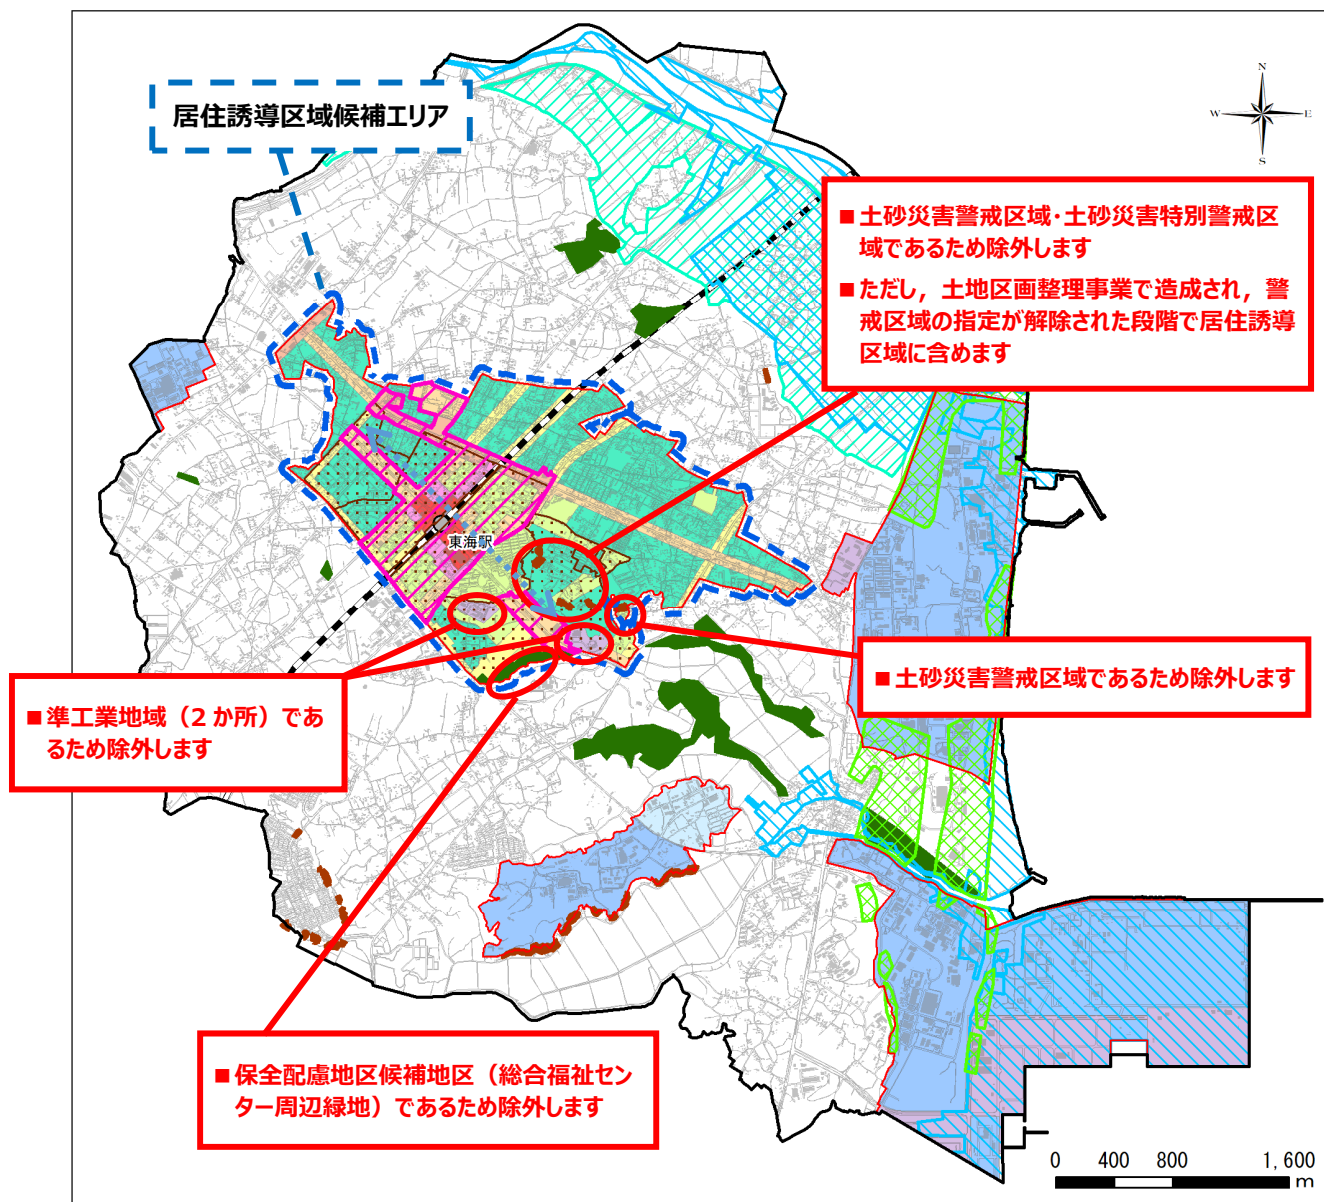 居住誘導区域候補エリア
N
W
E
S
■土砂災害警戒区域・土砂災害特別警戒区
域であるため除外します
■ただし，土地区画整理事業で造成され，警
戒区域の指定が解除された段階で居住誘導
区域に含めます
東海駅
■土砂災害警戒区域であるため除外します
■準工業地域（2か所）であ
るため除外します
■保全配慮地区候補地区（総合福祉セン
ター周辺緑地）であるため除外します
0 400 800 1,600
m